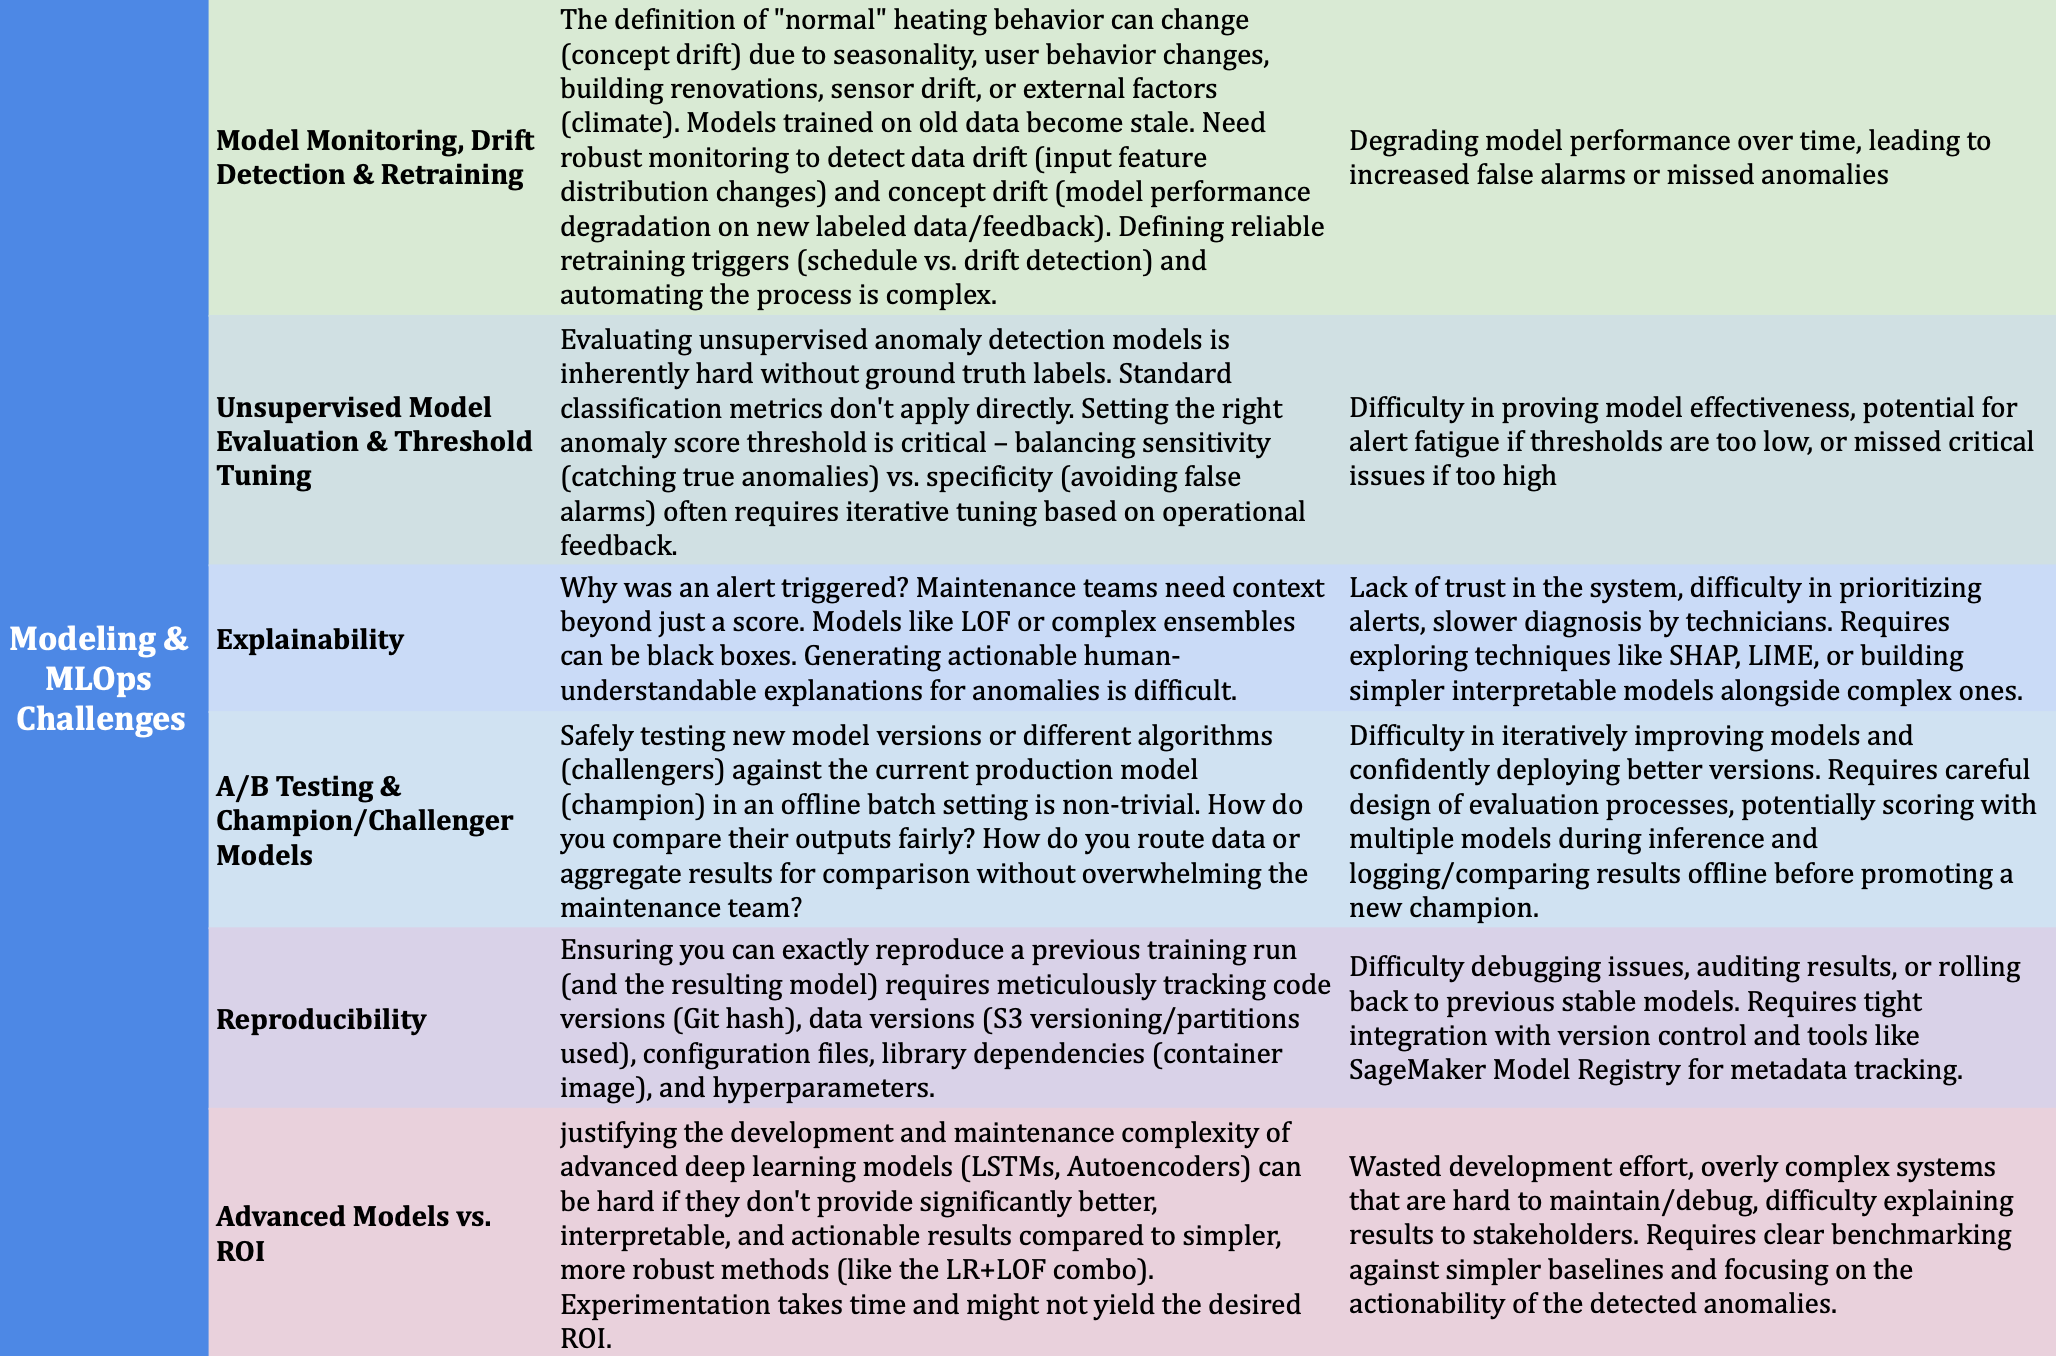 Modeling &
MLOps
Challenges
Model Monitoring, Drift
Detection & Retraining
The definition of "normal" heating behavior can change
(concept drift) due to seasonality, user behavior changes,
building renovations, sensor drift, or external factors
(climate). Models trained on old data become stale. Need
robust monitoring to detect data drift (input feature
distribution changes) and concept drift (model performance
degradation on new labeled data/feedback). Defining reliable
retraining triggers (schedule vs. drift detection) and
automating the process is complex.
Degrading model performance over time, leading to
increased false alarms or missed anomalies
Unsupervised Model
Evaluation & Threshold
Tuning
Evaluating unsupervised anomaly detection models is
inherently hard without ground truth labels. Standard
classification metrics don't apply directly. Setting the right
anomaly score threshold is critical – balancing sensitivity
(catching true anomalies) vs. specificity (avoiding false
alarms) often requires iterative tuning based on operational
feedback.
Difficulty in proving model effectiveness, potential for
alert fatigue if thresholds are too low, or missed critical
issues if too high
Explainability
Why was an alert triggered? Maintenance teams need context
beyond just a score. Models like LOF or complex ensembles
can be black boxes. Generating actionable human-
understandable explanations for anomalies is difficult.
Lack of trust in the system, difficulty in prioritizing
alerts, slower diagnosis by technicians. Requires
exploring techniques like SHAP, LIME, or building
simpler interpretable models alongside complex ones.
A/B Testing &
Champion/Challenger
Models
Safely testing new model versions or different algorithms
(challengers) against the current production model
(champion) in an offline batch setting is non-trivial. How do
you compare their outputs fairly? How do you route data or
aggregate results for comparison without overwhelming the
maintenance team?
Difficulty in iteratively improving models and
confidently deploying better versions. Requires careful
design of evaluation processes, potentially scoring with
multiple models during inference and
logging/comparing results offline before promoting a
new champion.
Reproducibility
Ensuring you can exactly reproduce a previous training run
(and the resulting model) requires meticulously tracking code
versions (Git hash), data versions (S3 versioning/partitions
used), configuration files, library dependencies (container
image), and hyperparameters.
Difficulty debugging issues, auditing results, or rolling
back to previous stable models. Requires tight
integration with version control and tools like
SageMaker Model Registry for metadata tracking.
Advanced Models vs.
ROI
justifying the development and maintenance complexity of
advanced deep learning models (LSTMs, Autoencoders) can
be hard if they don't provide significantly better,
interpretable, and actionable results compared to simpler,
more robust methods (like the LR+LOF combo).
Experimentation takes time and might not yield the desired
ROI.
Wasted development effort, overly complex systems
that are hard to maintain/debug, difficulty explaining
results to stakeholders. Requires clear benchmarking
against simpler baselines and focusing on the
actionability of the detected anomalies.